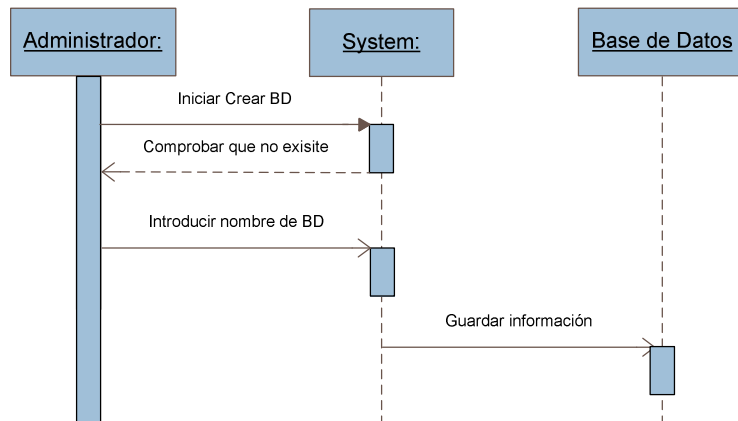 Administrador:
System:
Base de Datos
Iniciar Crear BD
Comprobar que no exisite
Introducir nombre de BD
Guardar información